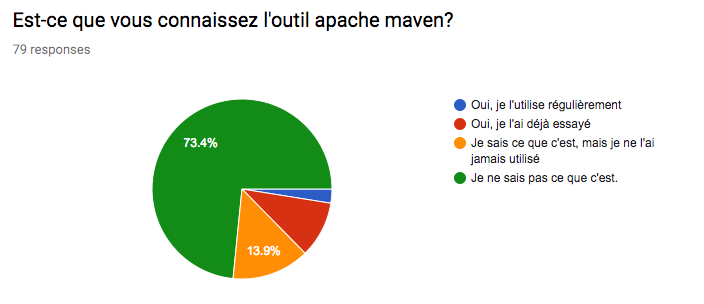 Est-ce que vous connaissez l'outil apache maven?
79 responses
73.4%
13.9%
Oui, je l'utilise régulièrement
Oui, je l'ai déjà essayé
Je sais ce que c'est, mais je ne l'ai
jamais utilisé
Je ne sais pas ce que c'est.